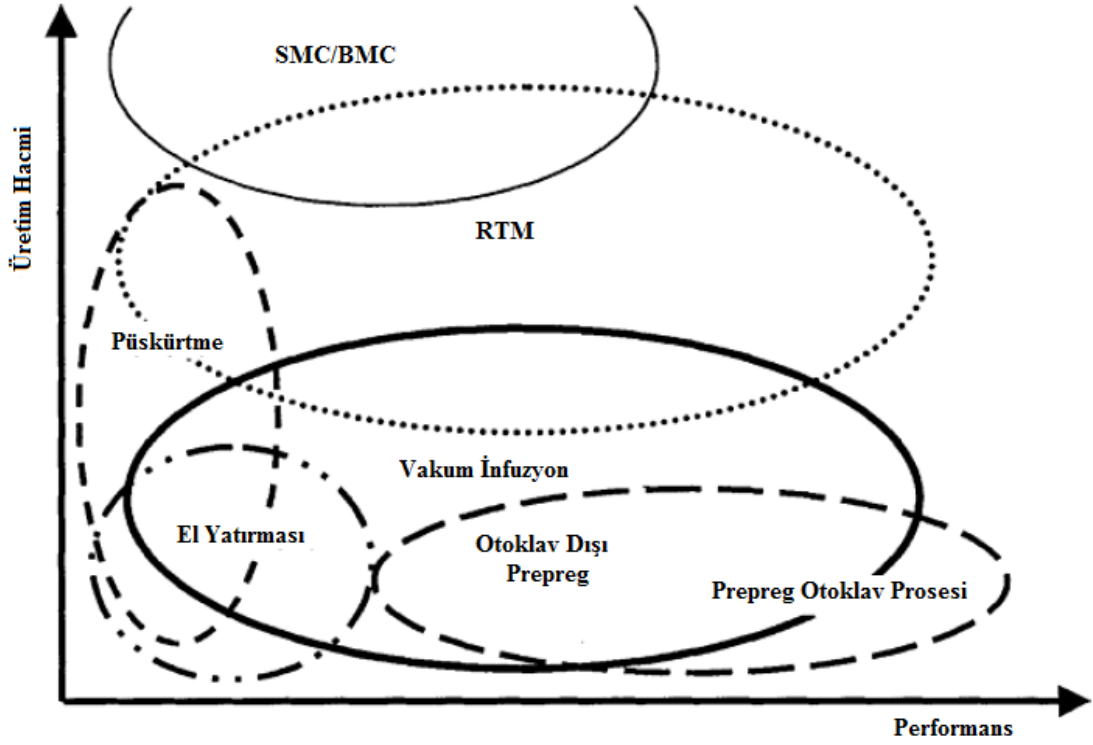 SMC/BMC
Üretim Hacmi
RTM
Püskürtme
Vakum İnfuzyon
El Yatırması
Otoklav Dışı
Prepreg
Prepreg Otoklav Prosesi
Performans